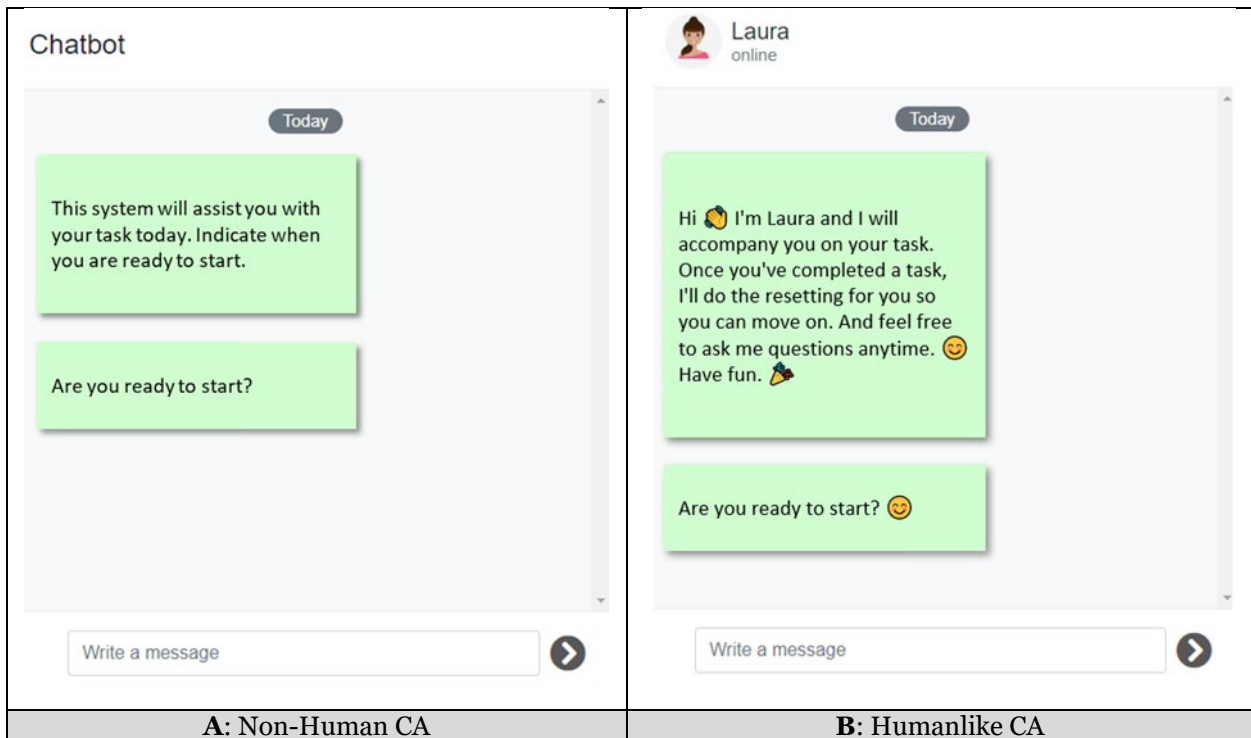 Chatbot
Today
This system will assist you with
your task today. Indicate when
you are ready to start.
Are you ready to start?
Write a message
A: Non-Human CA
Laura
online
Today
Hi 👋 I'm Laura and I will
accompany you on your task.
Once you've completed a task,
I'll do the resetting for you so
you can move on. And feel free
to ask me questions anytime. 😊
Have fun. 🎉
Are you ready to start? 😊
Write a message
B: Humanlike CA